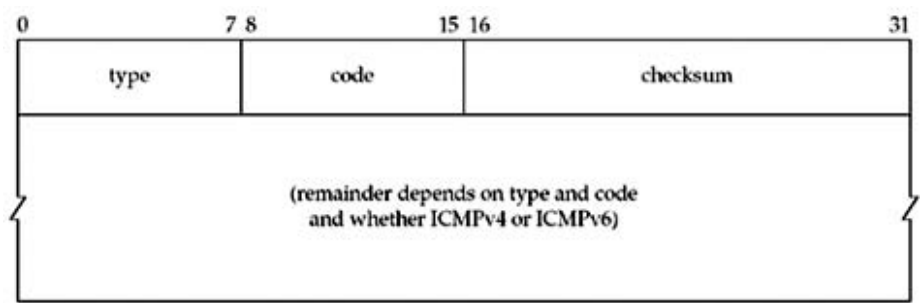 0 7 8 15 16 31
type code checksum
(remainder depends on type and code
and whether ICMPv4 or ICMPv6)